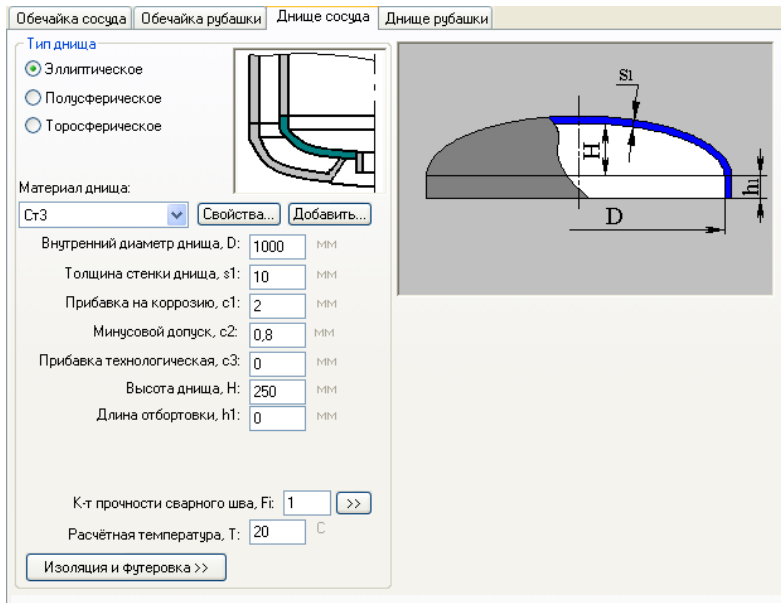 Обечайка сосуда Обечайка рубашки Днище сосуда Днище рубашки
Тип днища
Эллиптическое
Полусферическое
Торосферическое
Материал днища:
Ст3 Свойства... Добавить...
Внутренний диаметр днища, D: 1000 мм
Толщина стенки днища, s1: 10 мм
Прибавка на коррозию, c1: 2 мм
Минусовой допуск, c2: 0,8 мм
Прибавка технологическая, c3: 0 мм
Высота днища, H: 250 мм
Длина отбортовки, h1: 0 мм
К-т прочности сварного шва, Fi: 1 >>
Расчётная температура, T: 20 C
Изоляция и футеровка >>
s1
H
h1
D